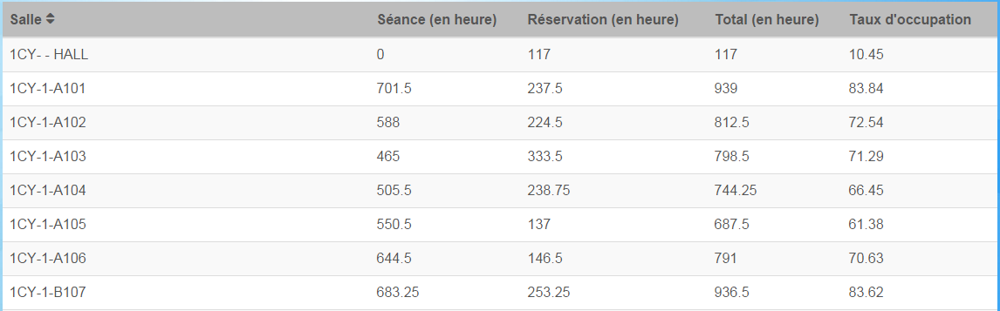 Salle Séance (en heure) Réservation (en heure) Total (en heure) Taux d'occupation
1CY- - HALL 0 117 117 10.45
1CY-1-A101 701.5 237.5 939 83.84
1CY-1-A102 588 224.5 812.5 72.54
1CY-1-A103 465 333.5 798.5 71.29
1CY-1-A104 505.5 238.75 744.25 66.45
1CY-1-A105 550.5 137 687.5 61.38
1CY-1-A106 644.5 146.5 791 70.63
1CY-1-B107 683.25 253.25 936.5 83.62